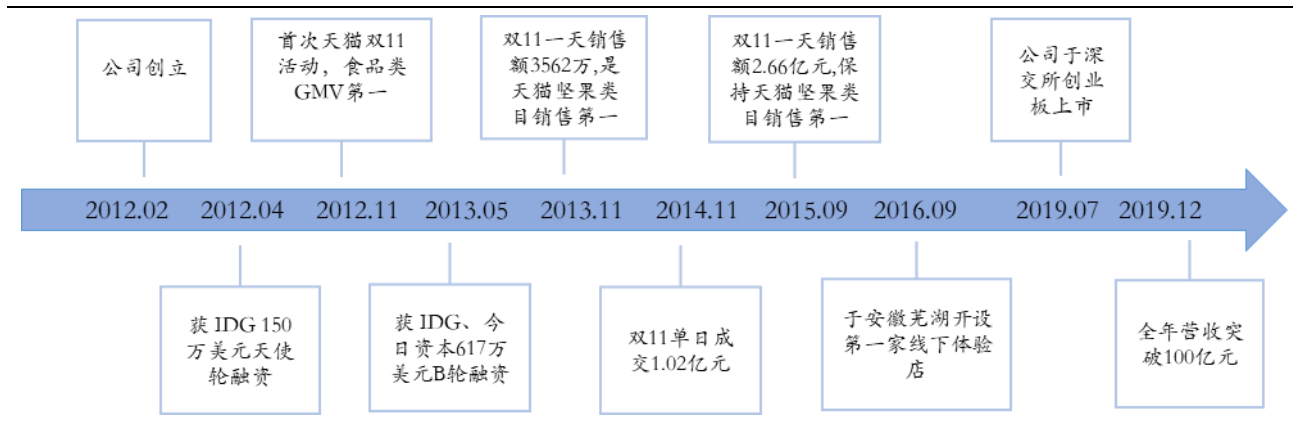 公司创立
首次天猫双11
活动，食品类
GMV第一
双11一天销售
额3562万,是
天猫坚果类
目销售第一
双11一天销售
额2.66亿元,保
持天猫坚果类
目销售第一
公司于深
交所创业
板上市
2012.02 2012.04 2012.11 2013.05 2013.11 2014.11 2015.09 2016.09 2019.07 2019.12
获 IDG 150
万美元天使
轮融资
获 IDG、今
日资本617万
美元B轮融资
双11单日成
交1.02亿元
于安徽芜湖开设
第一家线下体验
店
全年营收突
破100亿元